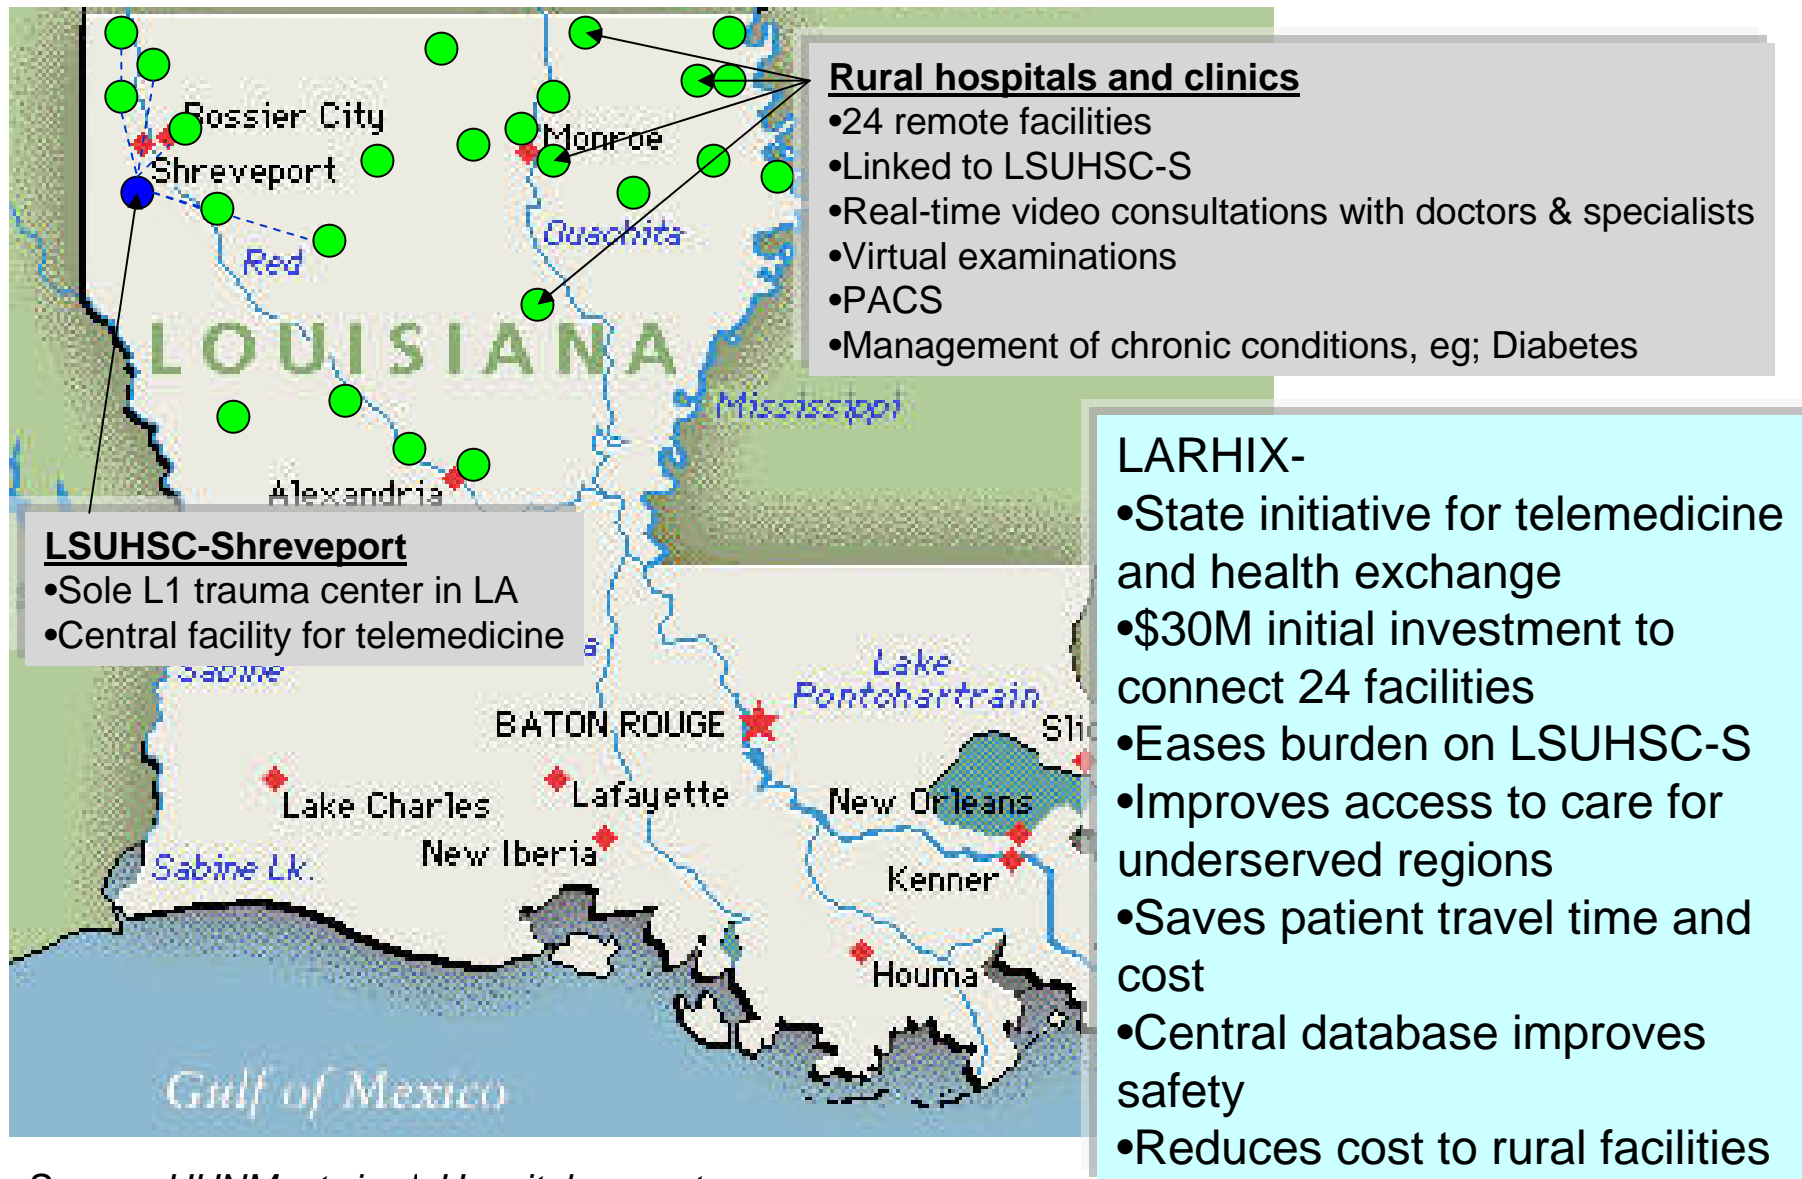 Rural hospitals and clinics
•24 remote facilities
•Linked to LSUHSC-S
•Real-time video consultations with doctors & specialists
•Virtual examinations
•PACS
•Management of chronic conditions, eg; Diabetes
Bossier City
Shreveport
Monroe
Ouachita
Red
LOUISIANA
Mississippi
Alexandria
LSUHSC-Shreveport
•Sole L1 trauma center in LA
•Central facility for telemedicine
Sabine
Lake
Pontchartrain
BATON ROUGE
Lake Charles
Lafayette
New Orleans
New Iberia
Sabine Lk.
Kenner
Houma
Gulf of Mexico
LARHIX-
•State initiative for telemedicine
and health exchange
•$30M initial investment to
connect 24 facilities
•Eases burden on LSUHSC-S
•Improves access to care for
underserved regions
•Saves patient travel time and
cost
•Central database improves
safety
•Reduces cost to rural facilities